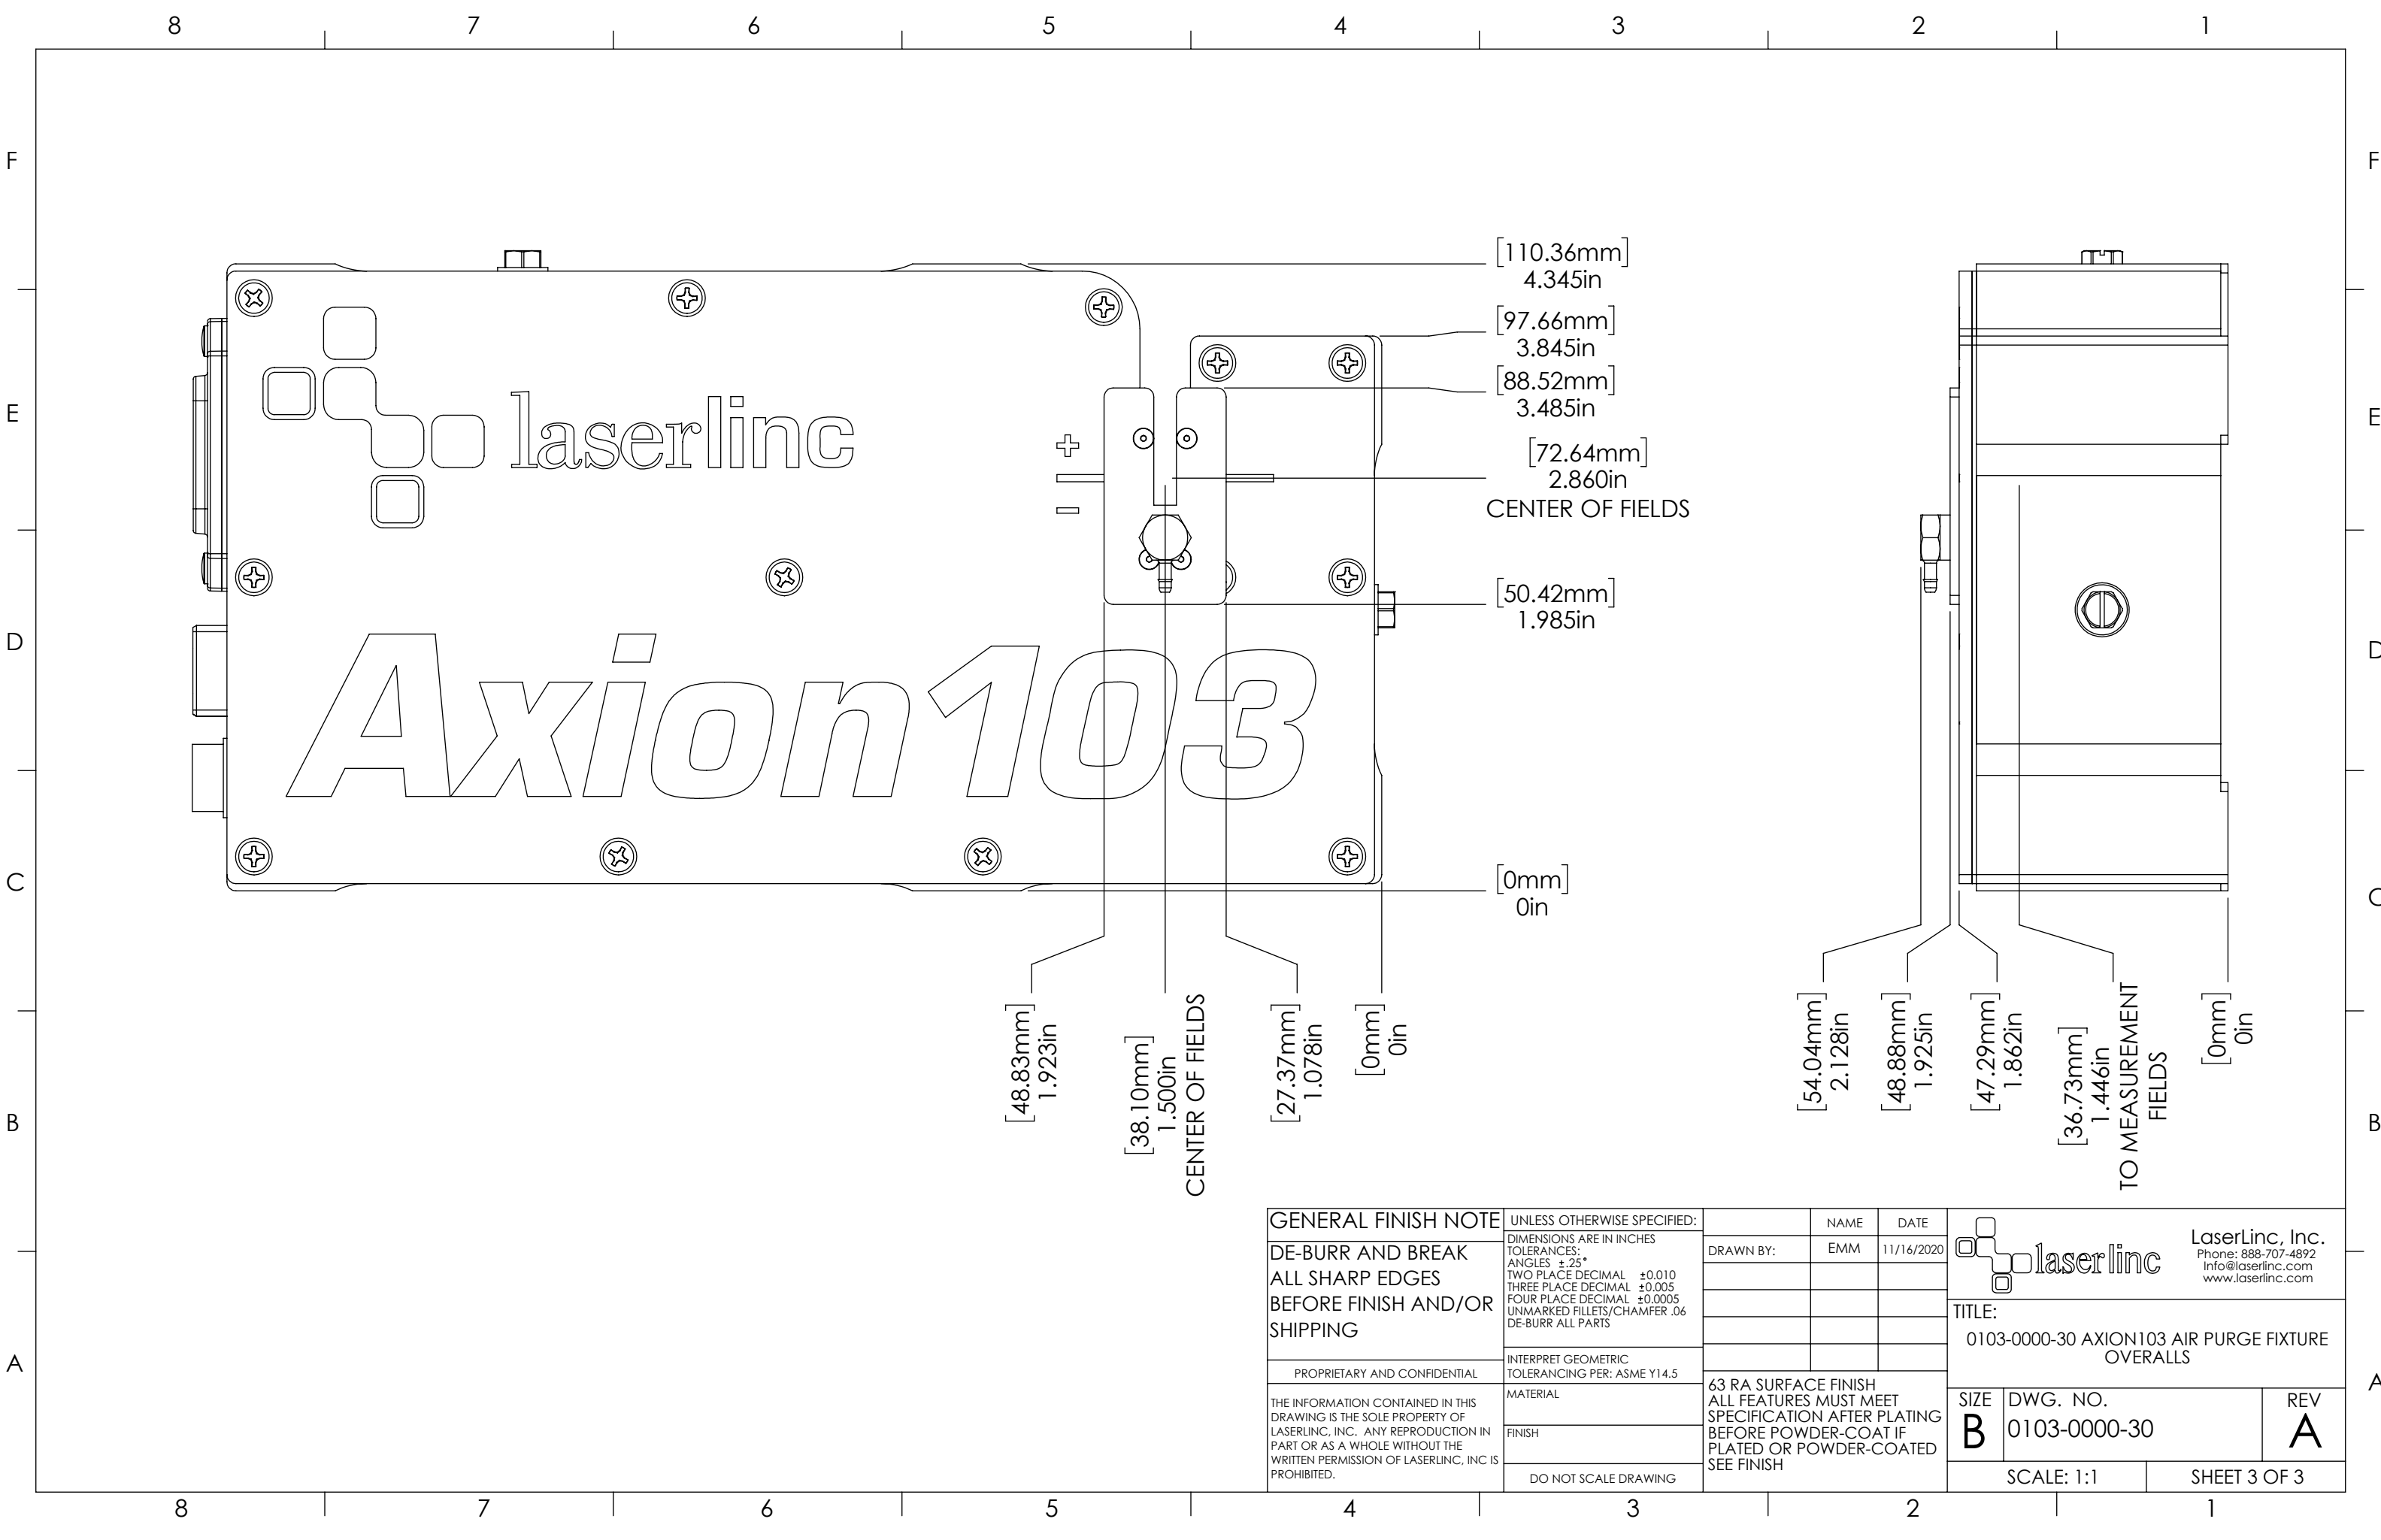 8 7 6 5 4 3 2 1
F F
E E
D D
C C
B B
A A
laserlinc
Axion103
+
−
[110.36mm]
4.345in
[97.66mm]
3.845in
[88.52mm]
3.485in
[72.64mm]
2.860in
CENTER OF FIELDS
[50.42mm]
1.985in
[0mm]
0in
[48.83mm]
1.923in
[38.10mm]
1.500in
CENTER OF FIELDS
[27.37mm]
1.078in
[0mm]
0in
[54.04mm]
2.128in
[48.88mm]
1.925in
[47.29mm]
1.862in
[36.73mm]
1.446in
TO MEASUREMENT
FIELDS
[0mm]
0in
GENERAL FINISH NOTE
DE-BURR AND BREAK
ALL SHARP EDGES
BEFORE FINISH AND/OR
SHIPPING
PROPRIETARY AND CONFIDENTIAL
THE INFORMATION CONTAINED IN THIS
DRAWING IS THE SOLE PROPERTY OF
LASERLINC, INC. ANY REPRODUCTION IN
PART OR AS A WHOLE WITHOUT THE
WRITTEN PERMISSION OF LASERLINC, INC IS
PROHIBITED.
UNLESS OTHERWISE SPECIFIED:
DIMENSIONS ARE IN INCHES
TOLERANCES:
ANGLES ±.25°
TWO PLACE DECIMAL ±0.010
THREE PLACE DECIMAL ±0.005
FOUR PLACE DECIMAL ±0.0005
UNMARKED FILLETS/CHAMFER .06
DE-BURR ALL PARTS
INTERPRET GEOMETRIC
TOLERANCING PER: ASME Y14.5
MATERIAL
FINISH
DO NOT SCALE DRAWING
NAME DATE
DRAWN BY: EMM 11/16/2020
63 RA SURFACE FINISH
ALL FEATURES MUST MEET
SPECIFICATION AFTER PLATING
BEFORE POWDER-COAT IF
PLATED OR POWDER-COATED
SEE FINISH
laserlinc
LaserLinc, Inc.
Phone: 888-707-4892
Info@laserlinc.com
www.laserlinc.com
TITLE:
0103-0000-30 AXION103 AIR PURGE FIXTURE
OVERALLS
SIZE
B
DWG. NO.
0103-0000-30
REV
A
SCALE: 1:1
SHEET 3 OF 3
8 7 6 5 4 3 2 1